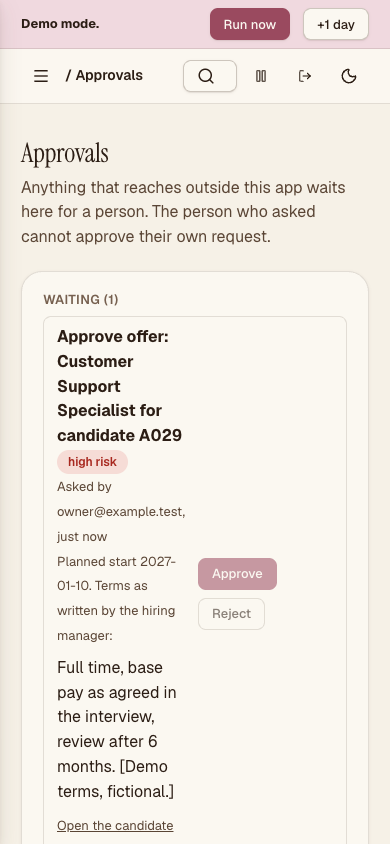 Demo mode.
Run now
+1 day
/ Approvals
Approvals
Anything that reaches outside this app waits
here for a person. The person who asked
cannot approve their own request.
WAITING (1)
Approve offer:
Customer
Support
Specialist for
candidate A029
high risk
Asked by
owner@example.test,
just now
Planned start 2027-
01-10. Terms as
written by the hiring
manager:
Approve
Reject
Full time, base
pay as agreed in
the interview,
review after 6
months. [Demo
terms, fictional.]
Open the candidate